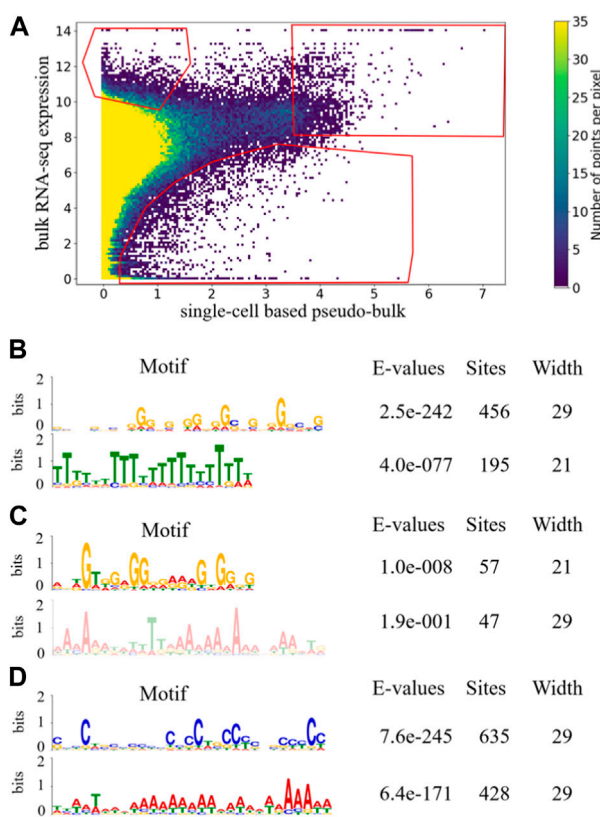 A
bulk RNA-seq expression
14
12
10
8
6
4
2
0
0 1 2 3 4 5 6 7
single-cell based pseudo-bulk
35
30
25
20
15
10
5
0
Number of points per pixel
B
Motif E-values Sites Width
bits
2
1
0
2.5e-242 456 29
bits
2
1
0
4.0e-077 195 21
C
Motif E-values Sites Width
bits
2
1
0
1.0e-008 57 21
bits
2
1
0
1.9e-001 47 29
D
Motif E-values Sites Width
bits
2
1
0
7.6e-245 635 29
bits
2
1
0
6.4e-171 428 29